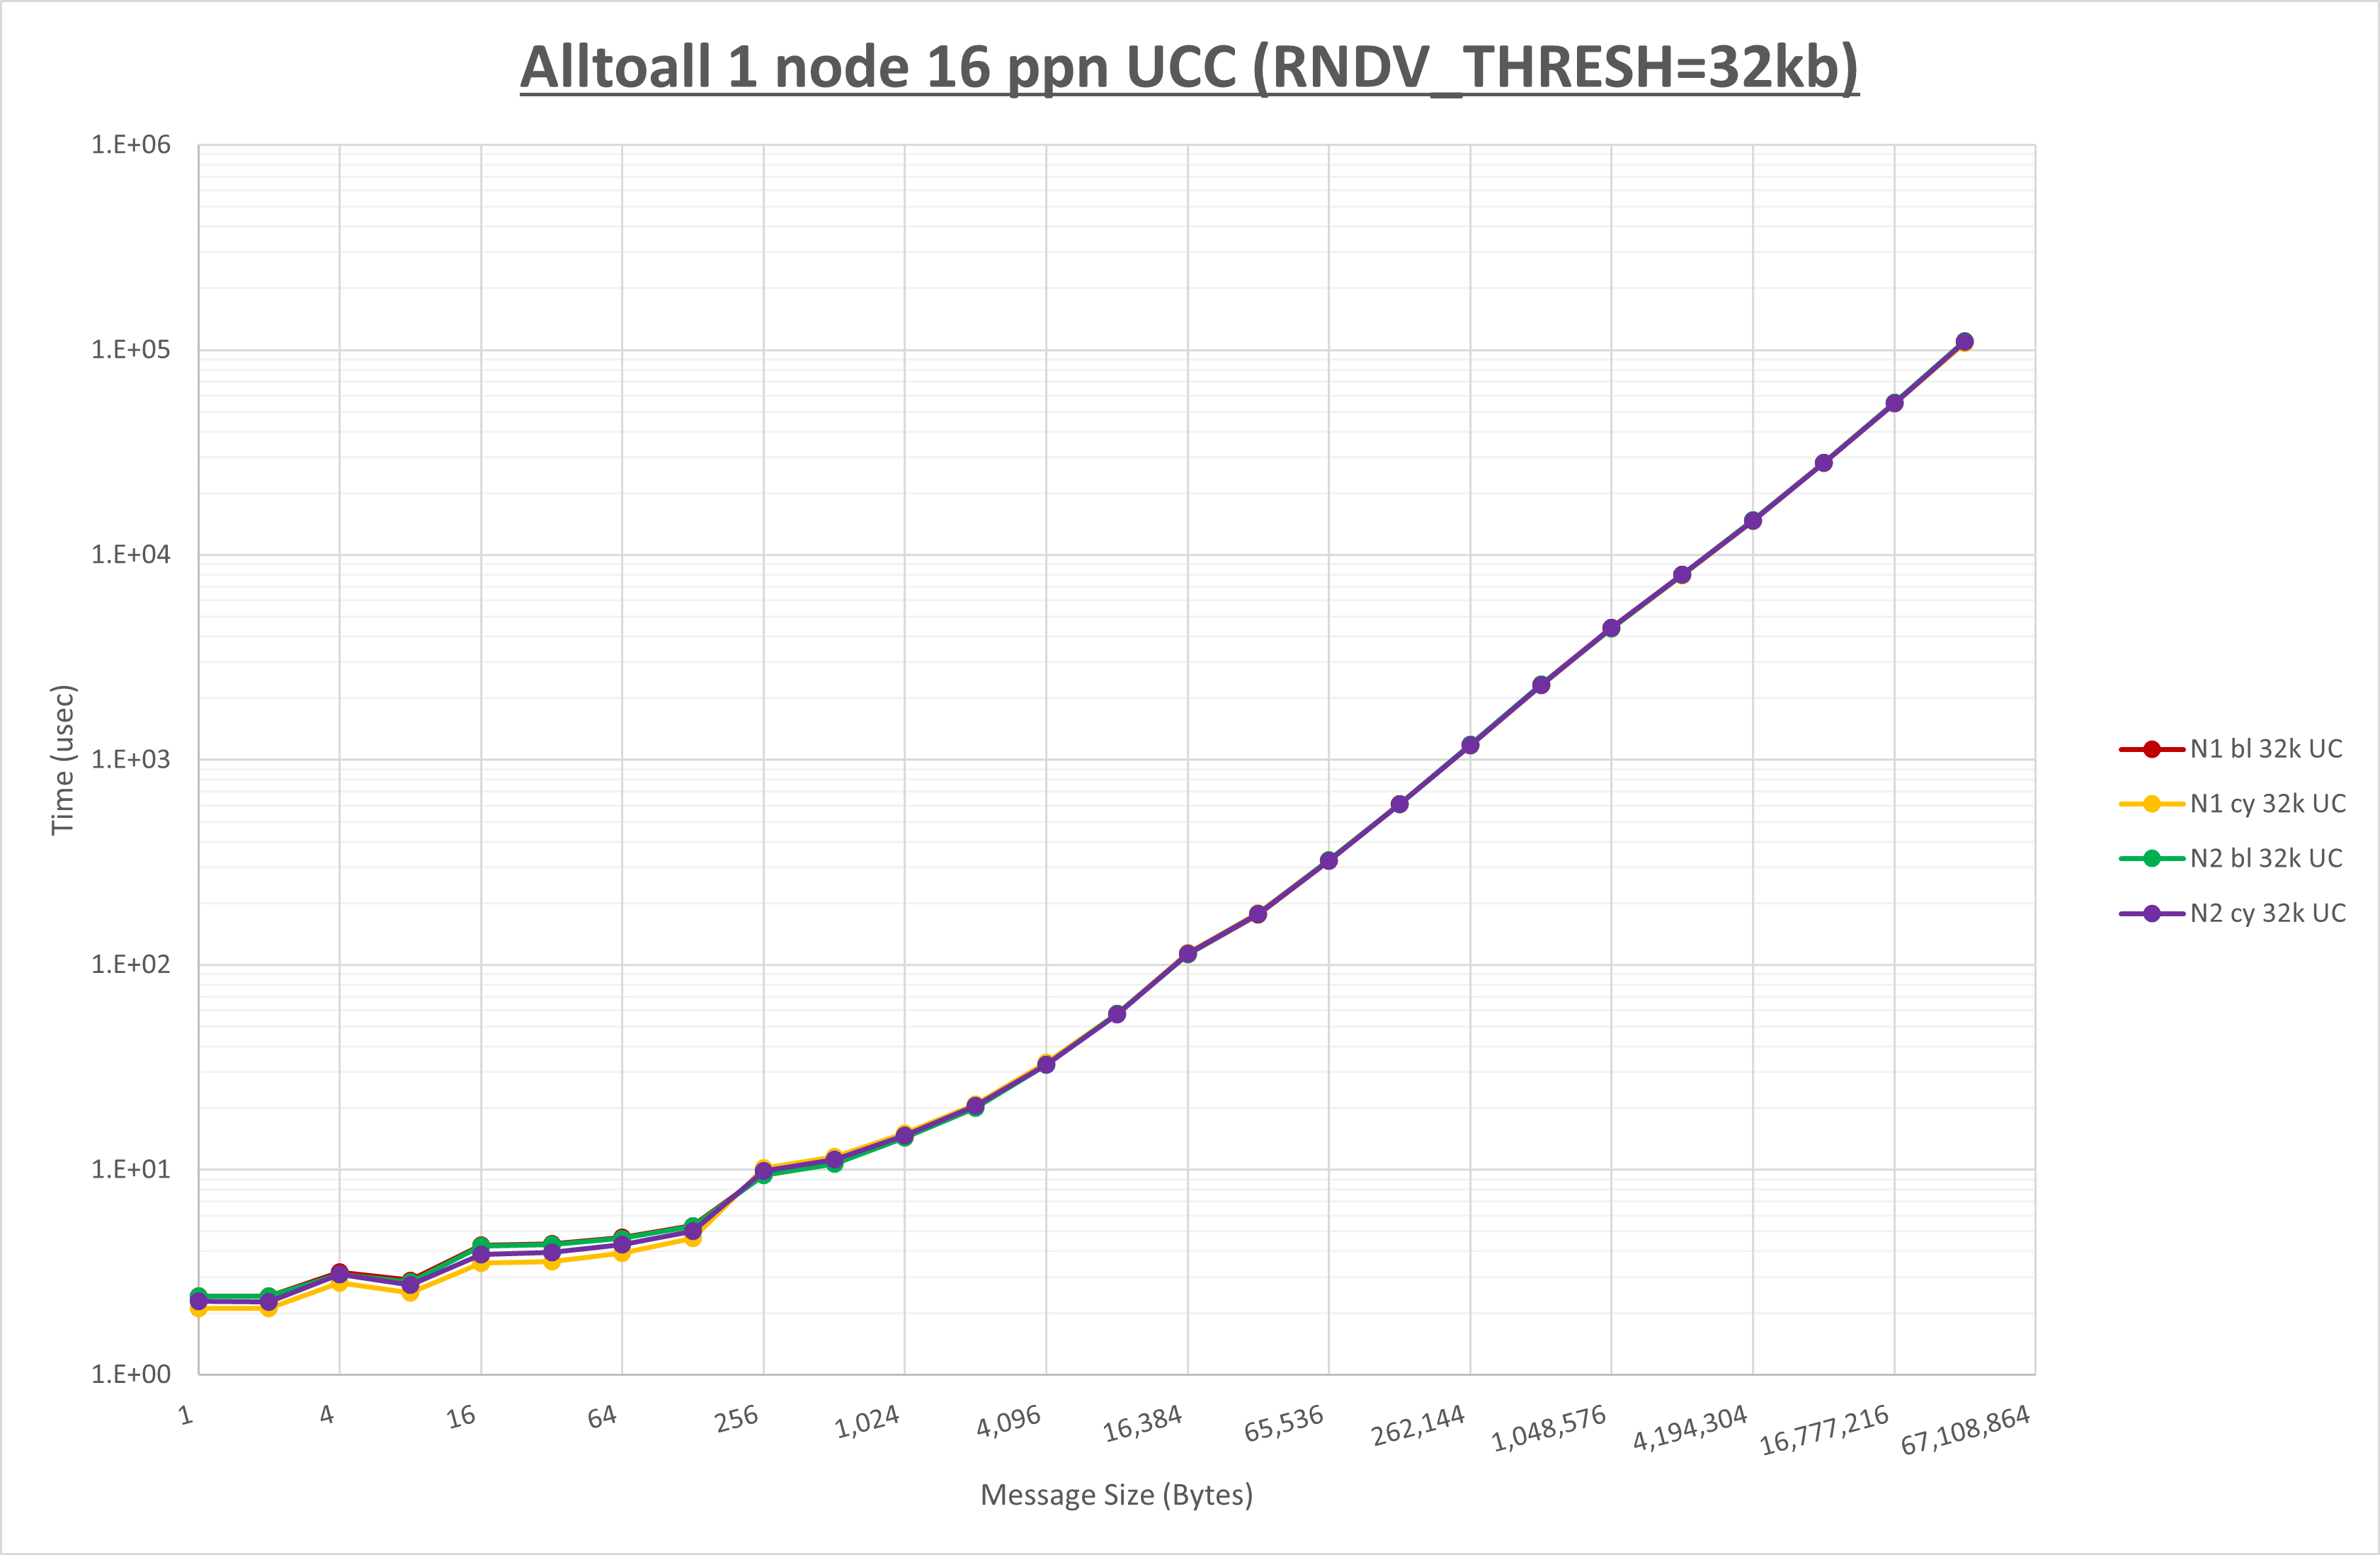 Alltoall 1 node 16 ppn UCC (RNDV_THRESH=32kb)
1.E+06
1.E+05
1.E+04
1.E+03
1.E+02
1.E+01
1.E+00
Time (usec)
1
4
16
64
256
1,024
4,096
16,384
65,536
262,144
1,048,576
4,194,304
16,777,216
67,108,864
Message Size (Bytes)
N1 bl 32k UC
N1 cy 32k UC
N2 bl 32k UC
N2 cy 32k UC